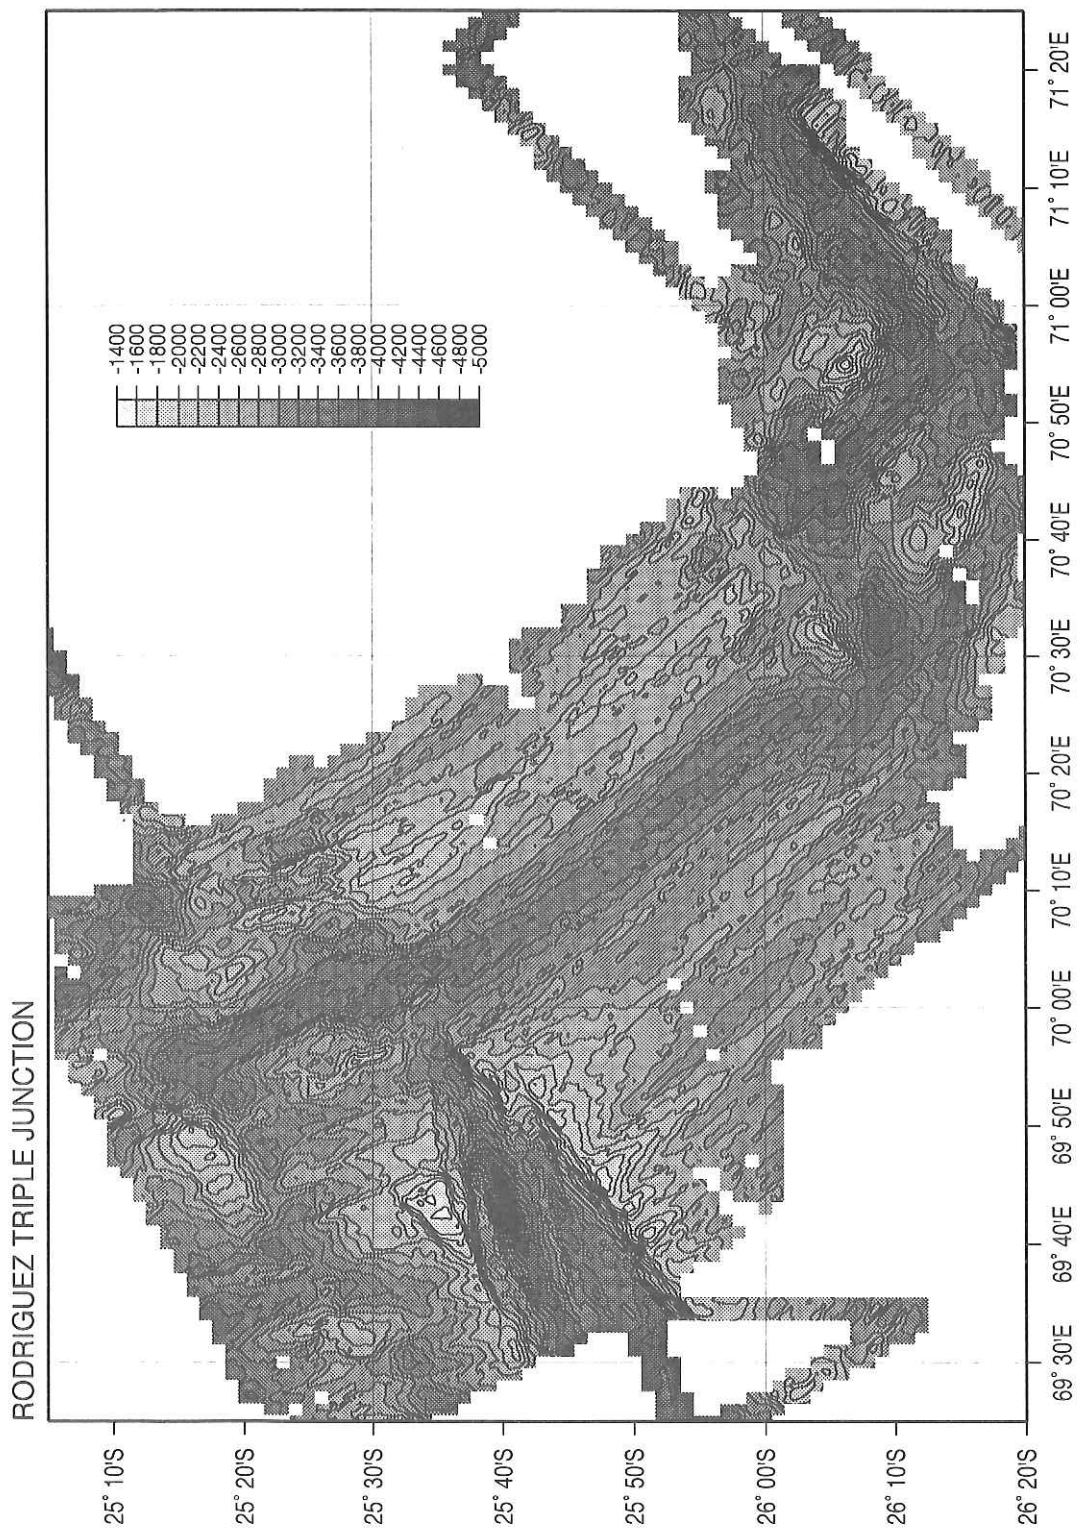 RODRIGUEZ TRIPLE JUNCTION
-1400
-1600
-1800
-2000
-2200
-2400
-2600
-2800
-3000
-3200
-3400
-3600
-3800
-4000
-4200
-4400
-4600
-4800
-5000
25° 10'S
25° 20'S
25° 30'S
25° 40'S
25° 50'S
26° 00'S
26° 10'S
26° 20'S
69° 30'E
69° 40'E
69° 50'E
70° 00'E
70° 10'E
70° 20'E
70° 30'E
70° 40'E
70° 50'E
71° 00'E
71° 10'E
71° 20'E